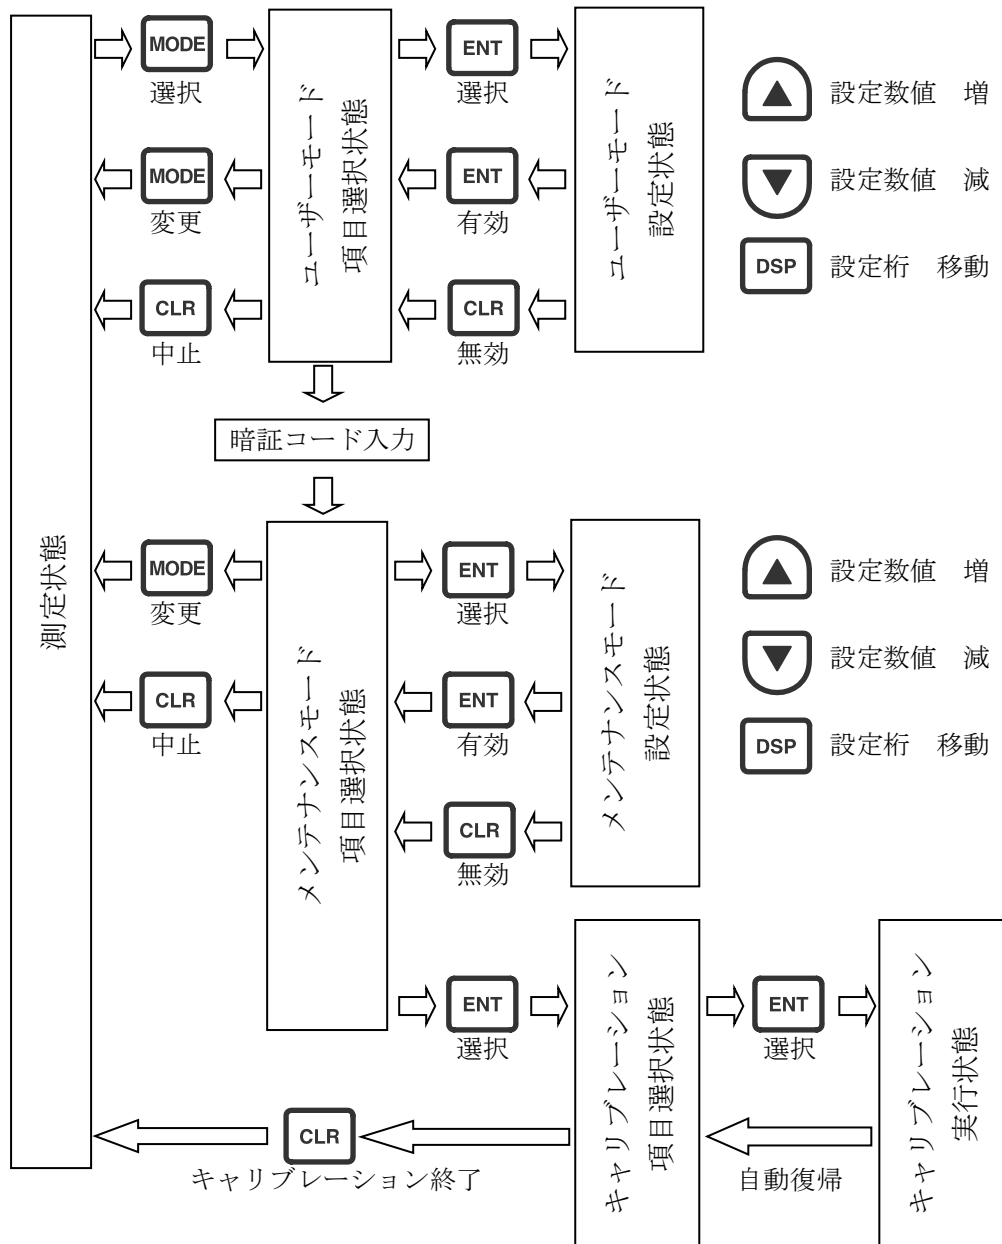 測定状態
MODE
選択
ユーザーモード
項目選択状態
ENT
選択
ユーザーモード
設定状態
▲ 設定数値 増
MODE
変更
ENT
有効
▼ 設定数値 減
CLR
中止
CLR
無効
DSP 設定桁 移動
暗証コード入力
MODE
変更
メンテナンスモード
項目選択状態
ENT
選択
メンテナンスモード
設定状態
▲ 設定数値 増
CLR
中止
ENT
有効
▼ 設定数値 減
CLR
無効
DSP 設定桁 移動
ENT
選択
キャリブレーション
項目選択状態
ENT
選択
キャリブレーション
実行状態
CLR
キャリブレーション終了
自動復帰